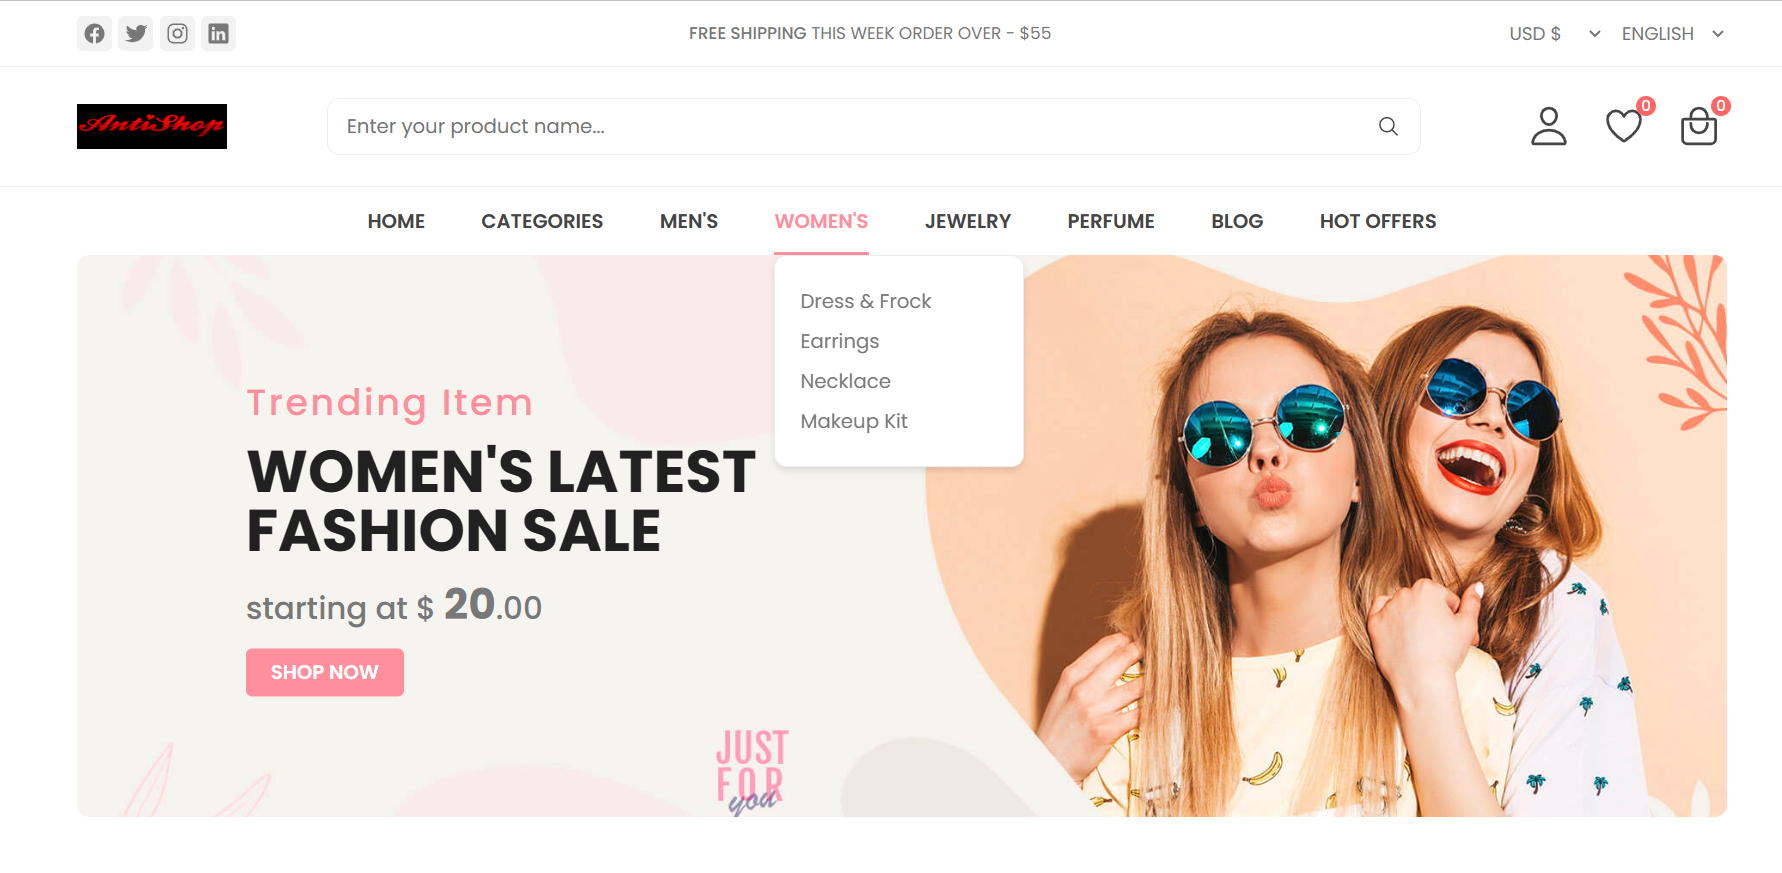 FREE SHIPPING THIS WEEK ORDER OVER - $55
USD $
ENGLISH
AntiShop
Enter your product name...
0
0
HOME
CATEGORIES
MEN'S
WOMEN'S
JEWELRY
PERFUME
BLOG
HOT OFFERS
Dress & Frock
Earrings
Necklace
Makeup Kit
Trending Item
WOMEN'S LATEST
FASHION SALE
starting at $ 20.00
SHOP NOW
JUST
FOR
you